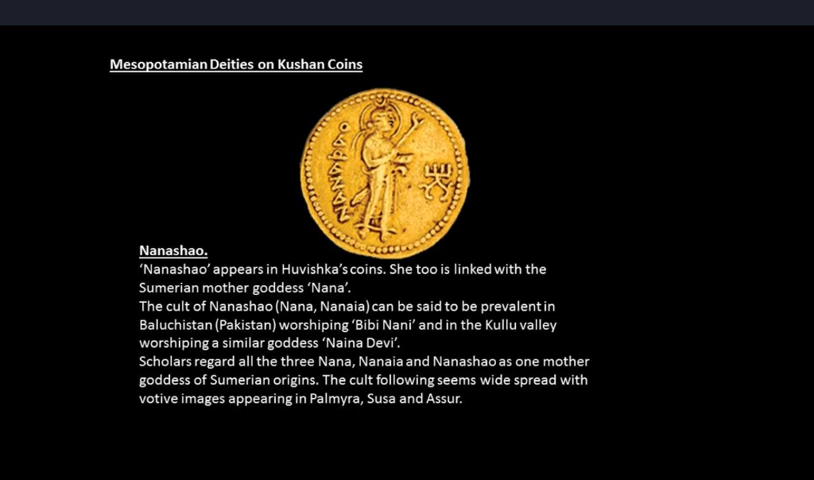 Mesopotamian Deities on Kushan Coins
ΝΑΝΑϷΑΟ
Nanashao.
‘Nanashao’ appears in Huvishka’s coins. She too is linked with the
Sumerian mother goddess ‘Nana’.
The cult of Nanashao (Nana, Nanaia) can be said to be prevalent in
Baluchistan (Pakistan) worshiping ‘Bibi Nani’ and in the Kullu valley
worshiping a similar goddess ‘Naina Devi’.
Scholars regard all the three Nana, Nanaia and Nanashao as one mother
goddess of Sumerian origins. The cult following seems wide spread with
votive images appearing in Palmyra, Susa and Assur.